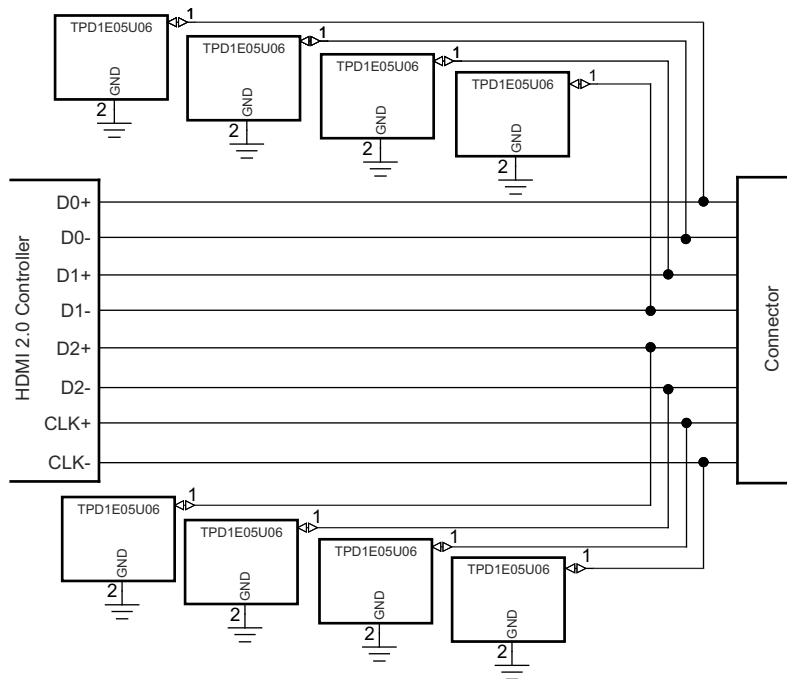 TPD1E05U06
1
GND
2
TPD1E05U06
1
GND
2
TPD1E05U06
1
GND
2
TPD1E05U06
1
GND
2
HDMI 2.0 Controller
D0+
D0-
D1+
D1-
D2+
D2-
CLK+
CLK-
Connector
TPD1E05U06
1
GND
2
TPD1E05U06
1
GND
2
TPD1E05U06
1
GND
2
TPD1E05U06
1
GND
2